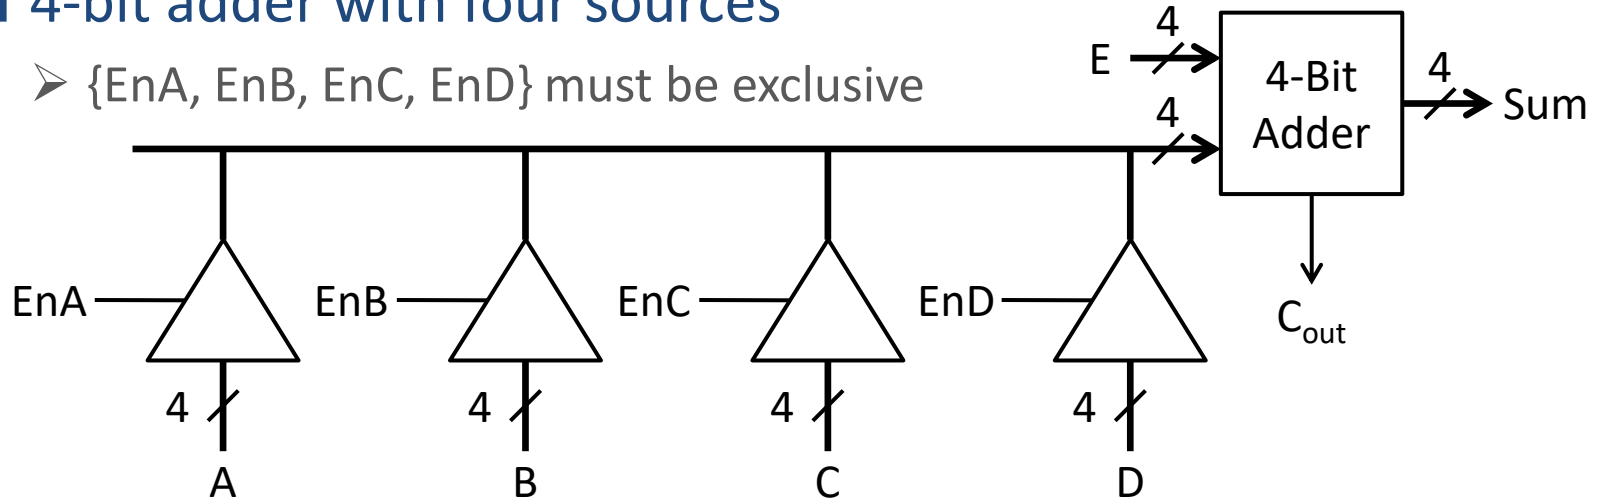 4-bit adder with four sources
➢ {EnA, EnB, EnC, EnD} must be exclusive
E
4
4
4-Bit
Adder
4
Sum
C_out
EnA
EnB
EnC
EnD
4
4
4
4
A
B
C
D